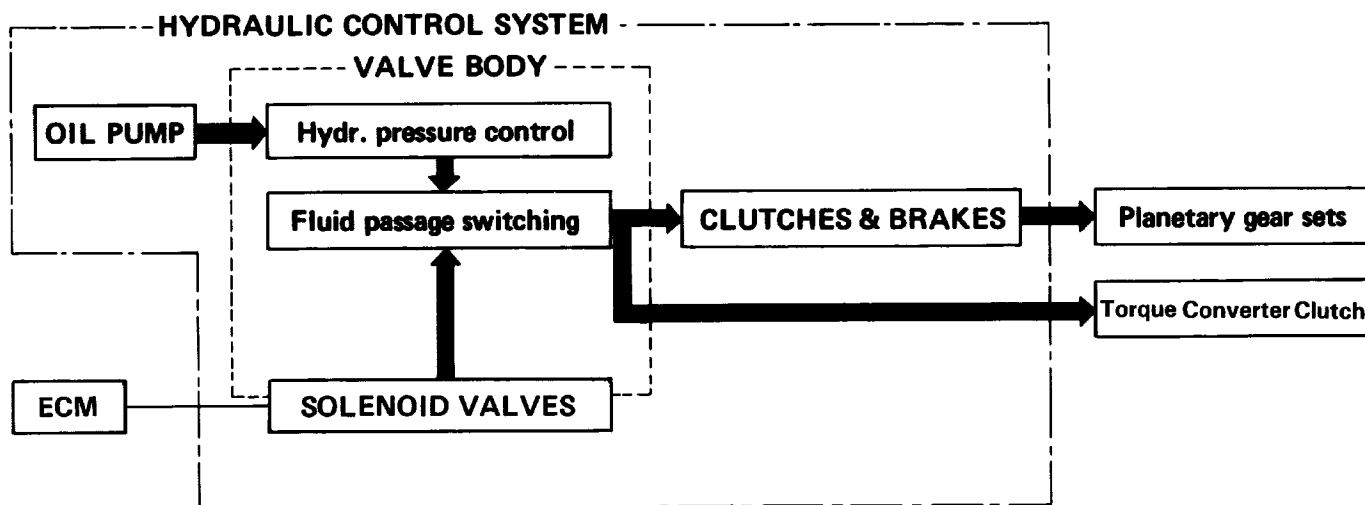 HYDRAULIC CONTROL SYSTEM
VALVE BODY
OIL PUMP
Hydr. pressure control
Fluid passage switching
CLUTCHES & BRAKES
Planetary gear sets
Torque Converter Clutch
ECM
SOLENOID VALVES